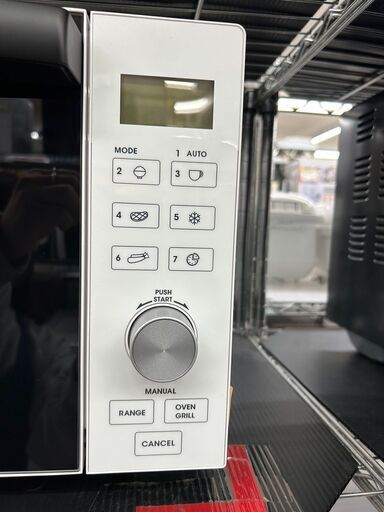 MODE 1 AUTO
2 3
4 5
6 7
PUSH
START
MANUAL
RANGE OVEN
GRILL
CANCEL